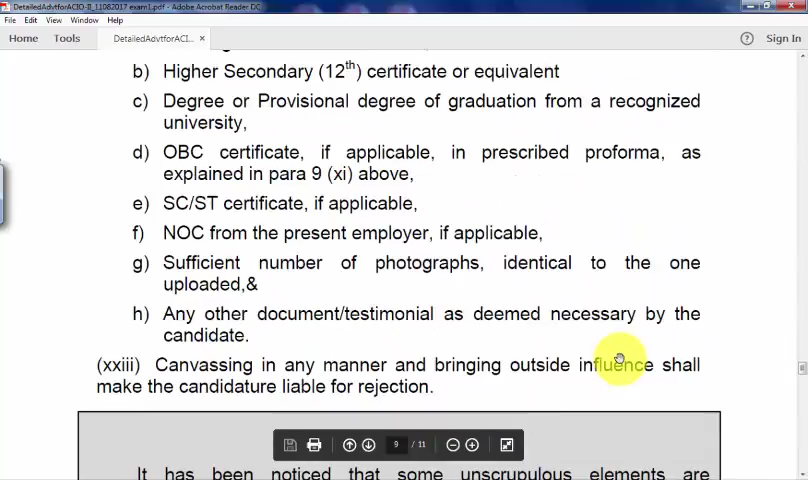 DetailedAdvtforACIO-II_11082017 exam1.pdf - Adobe Acrobat Reader DC
File Edit View Window Help
Home Tools DetailedAdvtforACI... × Sign In
b) Higher Secondary (12th) certificate or equivalent
c) Degree or Provisional degree of graduation from a recognized
university,
d) OBC certificate, if applicable, in prescribed proforma, as
explained in para 9 (xi) above,
e) SC/ST certificate, if applicable,
f) NOC from the present employer, if applicable,
g) Sufficient number of photographs, identical to the one
uploaded,&
h) Any other document/testimonial as deemed necessary by the
candidate.
(xxiii) Canvassing in any manner and bringing outside influence shall
make the candidature liable for rejection.
9 / 11
It has been noticed that some unscrupulous elements are